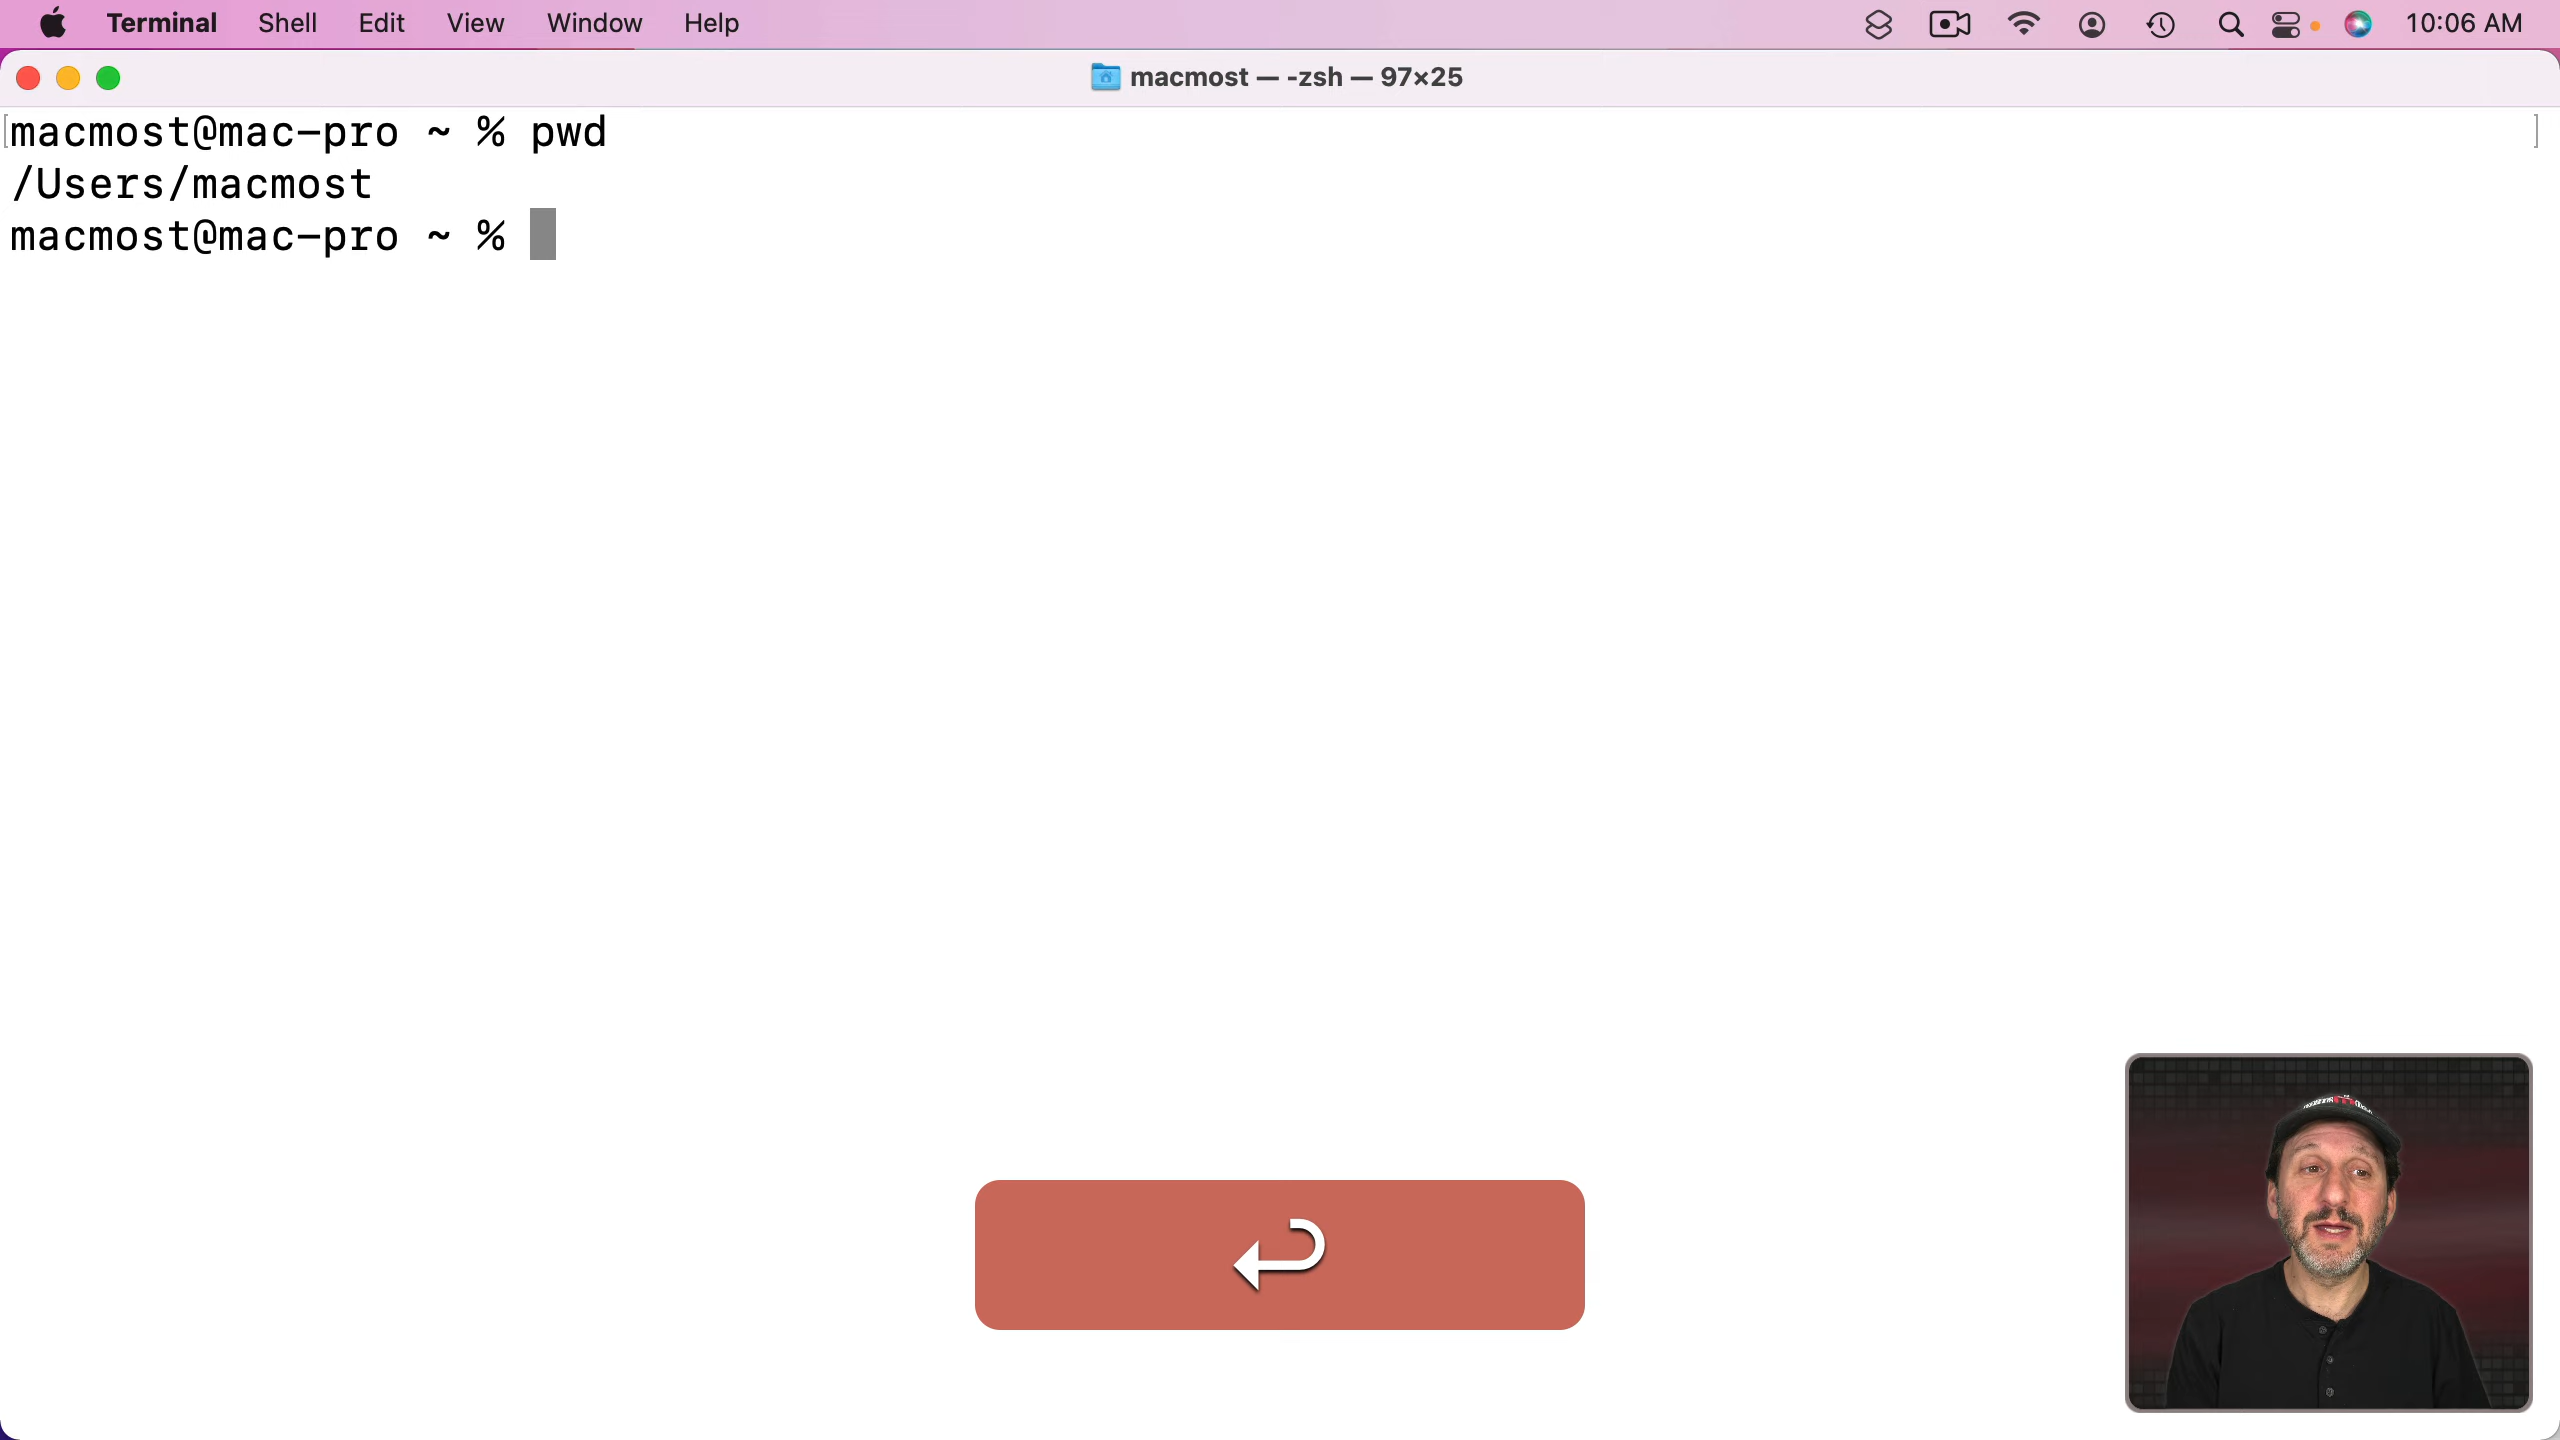 Terminal Shell Edit View Window Help 10:06 AM
macmost — -zsh — 97×25
macmost@mac-pro ~ % pwd
/Users/macmost
macmost@mac-pro ~ %